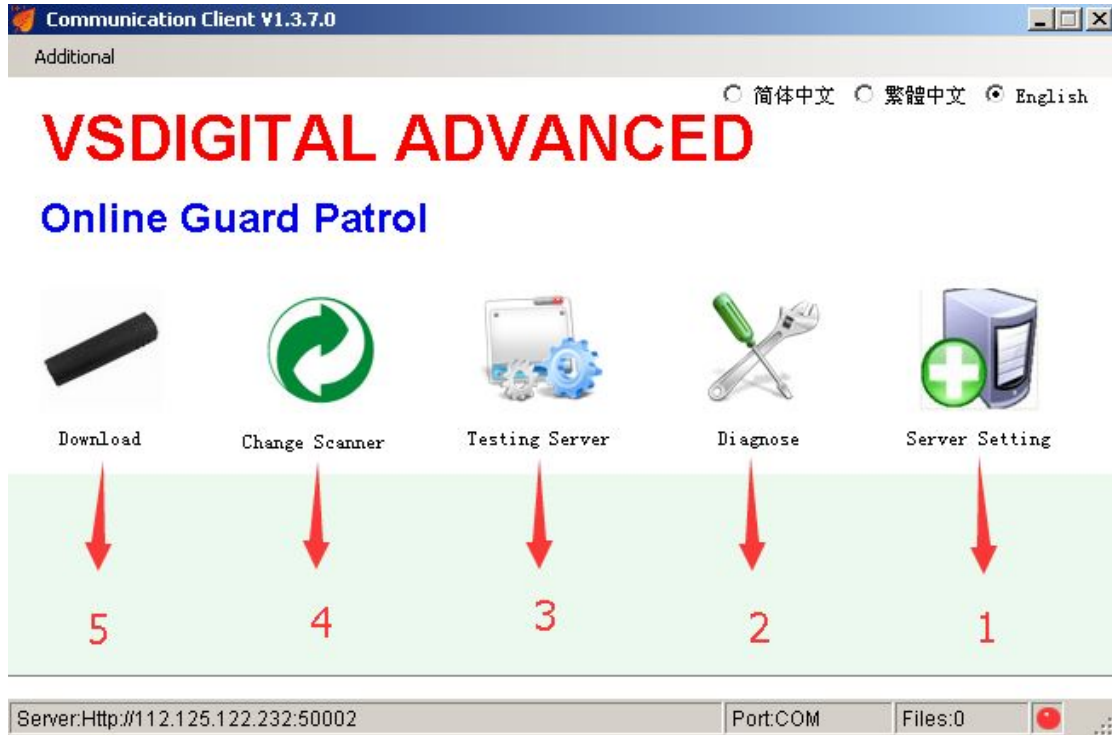 Communication Client V1.3.7.0
Additional
简体中文 繁體中文 English
VSDIGITAL ADVANCED
Online Guard Patrol
Download Change Scanner Testing Server Diagnose Server Setting
5 4 3 2 1
Server:Http://112.125.122.232:50002 Port:COM Files:0